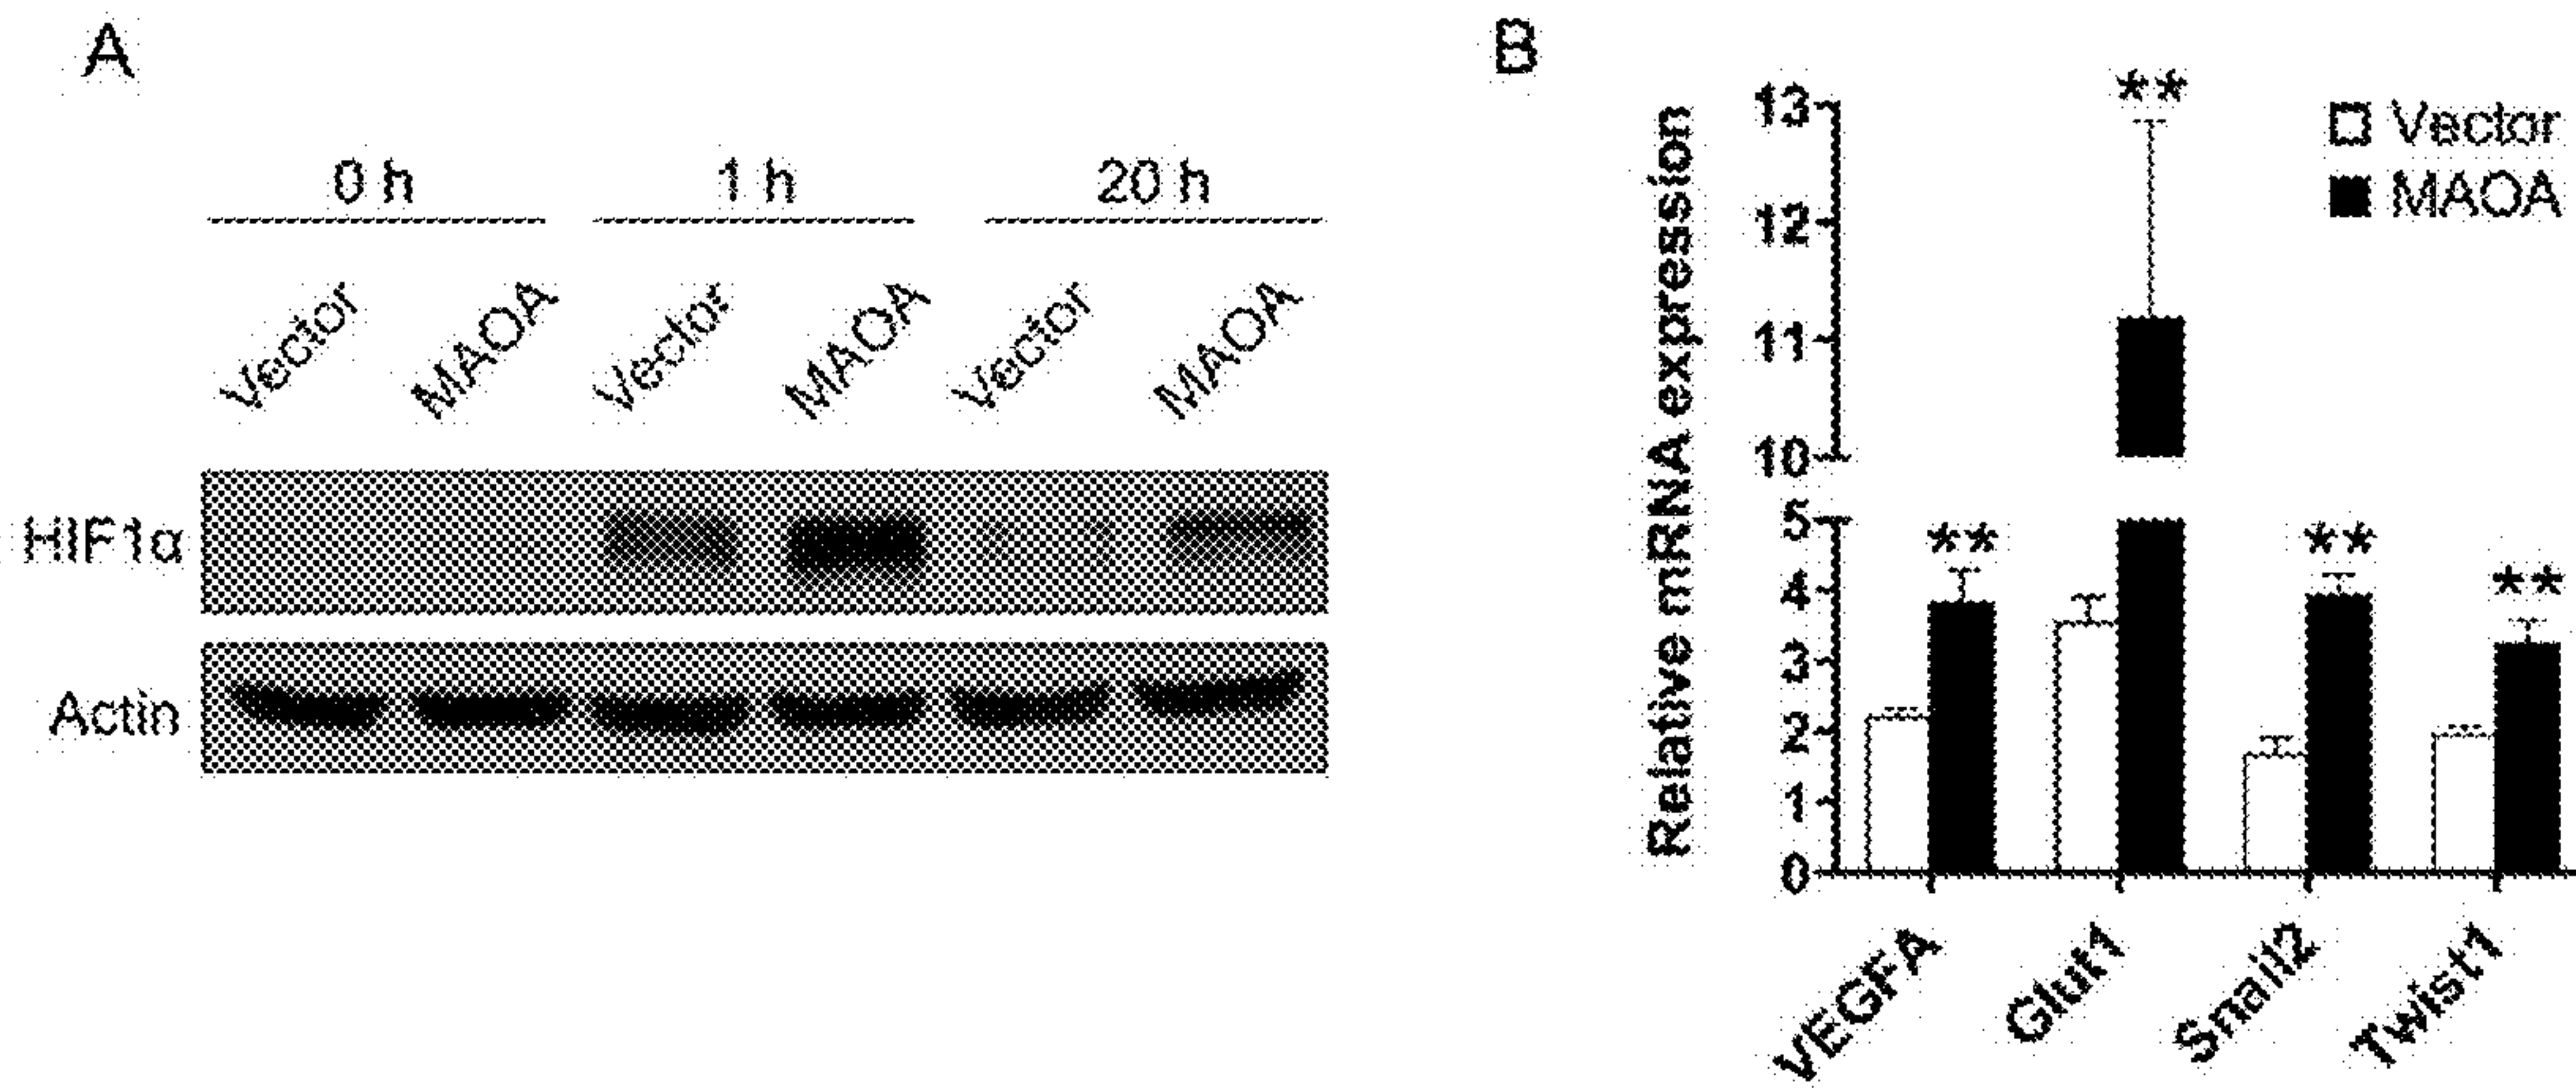 A
0 h 1 h 20 h
Vector MAOA Vector MAOA Vector MAOA
HIF1α
Actin
B
Relative mRNA expression
13
12
11
10
5
4
3
2
1
0
** ** ** **
Vector
MAOA
VEGFA Glut1 Snail2 Twist1